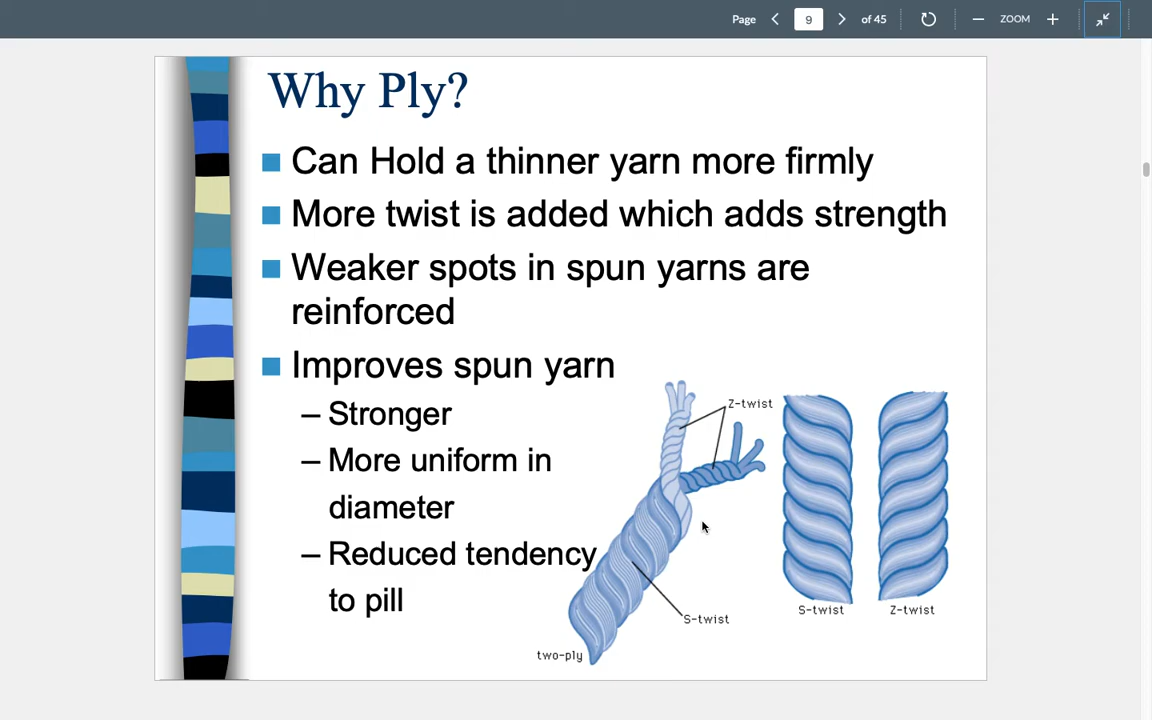 Page 9 of 45 ZOOM
Why Ply?
Can Hold a thinner yarn more firmly
More twist is added which adds strength
Weaker spots in spun yarns are
reinforced
Improves spun yarn
– Stronger
– More uniform in
diameter
– Reduced tendency
to pill
Z-twist
S-twist
two-ply
S-twist
Z-twist